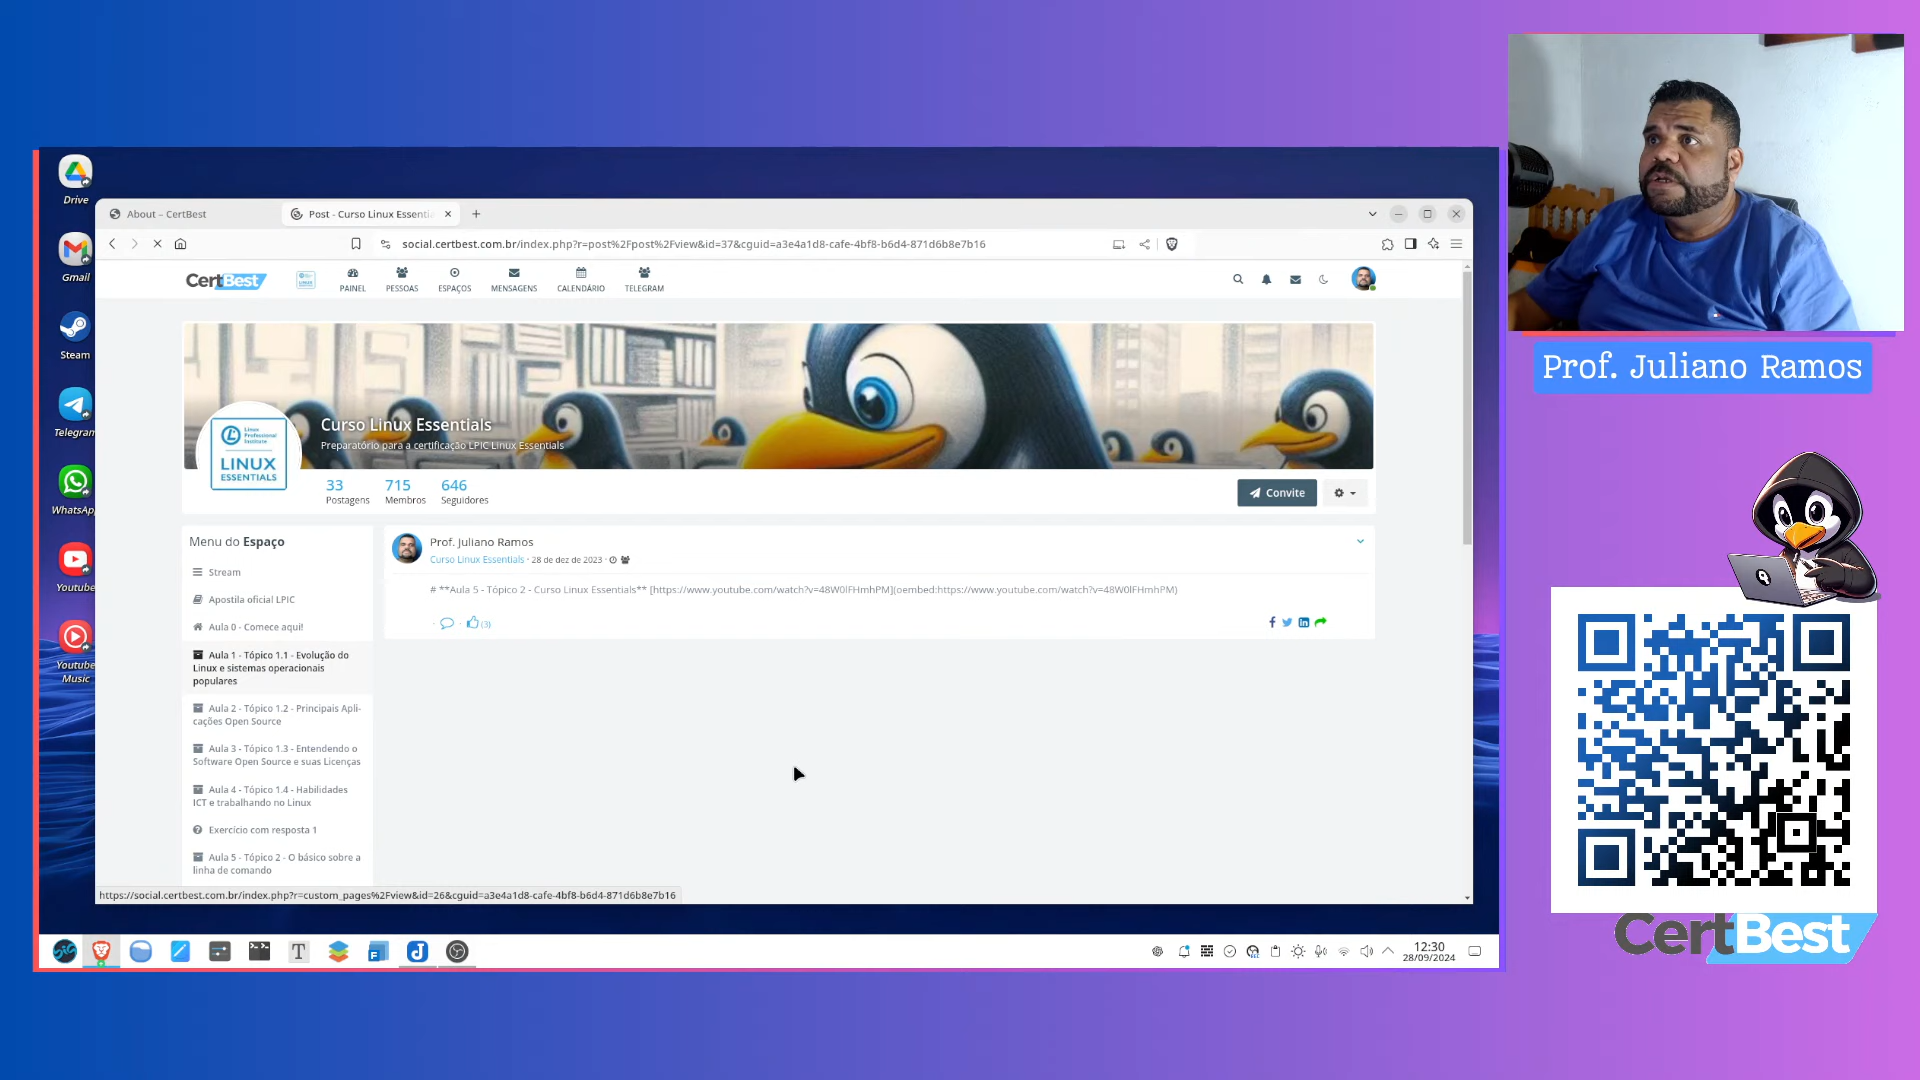 Drive
Gmail
Steam
Telegram
WhatsApp
Youtube
Youtube
Music
About – CertBest
Post - Curso Linux Essenti
social.certbest.com.br/index.php?r=post%2Fpost%2Fview&id=37&cguid=a3e4a1d8-cafe-4bf8-b6d4-871d6b8e7b16
CertBest
PAINEL
PESSOAS
ESPAÇOS
MENSAGENS
CALENDÁRIO
TELEGRAM
Linux
Professional
Institute
LINUX
ESSENTIALS
Curso Linux Essentials
Preparatório para a certificação LPIC Linux Essentials
33
Postagens
715
Membros
646
Seguidores
Convite
Menu do Espaço
Stream
Apostila oficial LPIC
Aula 0 - Comece aqui!
Aula 1 - Tópico 1.1 - Evolução do
Linux e sistemas operacionais
populares
Aula 2 - Tópico 1.2 - Principais Apli-
cações Open Source
Aula 3 - Tópico 1.3 - Entendendo o
Software Open Source e suas Licenças
Aula 4 - Tópico 1.4 - Habilidades
ICT e trabalhando no Linux
Exercício com resposta 1
Aula 5 - Tópico 2 - O básico sobre a
linha de comando
Prof. Juliano Ramos
Curso Linux Essentials · 28 de dez de 2023 ·
# **Aula 5 - Tópico 2 - Curso Linux Essentials** [https://www.youtube.com/watch?v=48W0lFHmhPM](oembed:https://www.youtube.com/watch?v=48W0lFHmhPM)
(3)
https://social.certbest.com.br/index.php?r=custom_pages%2Fview&id=26&cguid=a3e4a1d8-cafe-4bf8-b6d4-871d6b8e7b16
12:30
28/09/2024
Prof. Juliano Ramos
CertBest